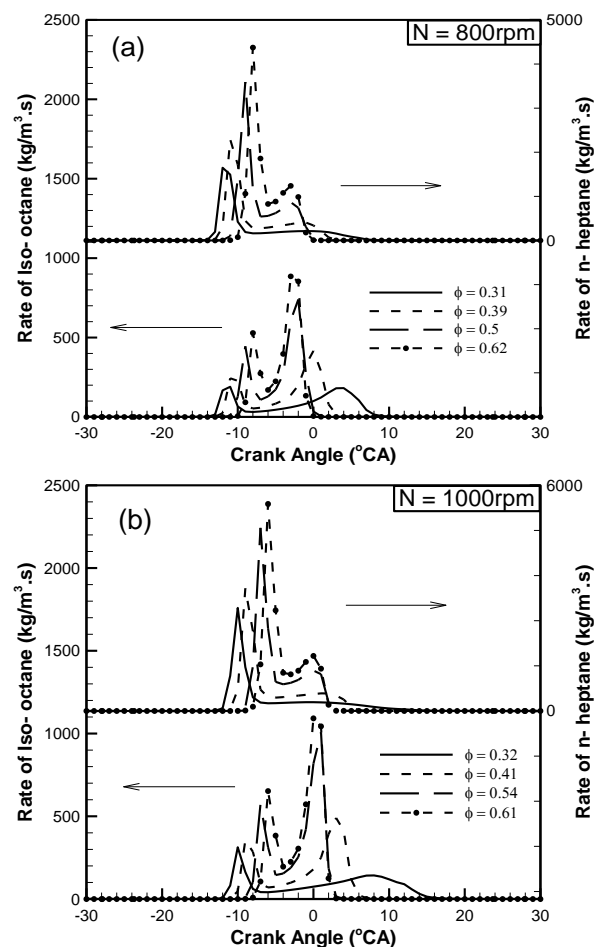 (a)
N = 800rpm
2500
2000
1500
1000
500
0
5000
0
Rate of Iso- octane (kg/m³.s)
Rate of n- heptane (kg/m³.s)
ϕ = 0.31
ϕ = 0.39
ϕ = 0.5
ϕ = 0.62
-30 -20 -10 0 10 20 30
Crank Angle (°CA)
(b)
N = 1000rpm
2500
2000
1500
1000
500
0
6000
0
Rate of Iso- octane (kg/m³.s)
Rate of n- heptane (kg/m³.s)
ϕ = 0.32
ϕ = 0.41
ϕ = 0.54
ϕ = 0.61
-30 -20 -10 0 10 20 30
Crank Angle (°CA)